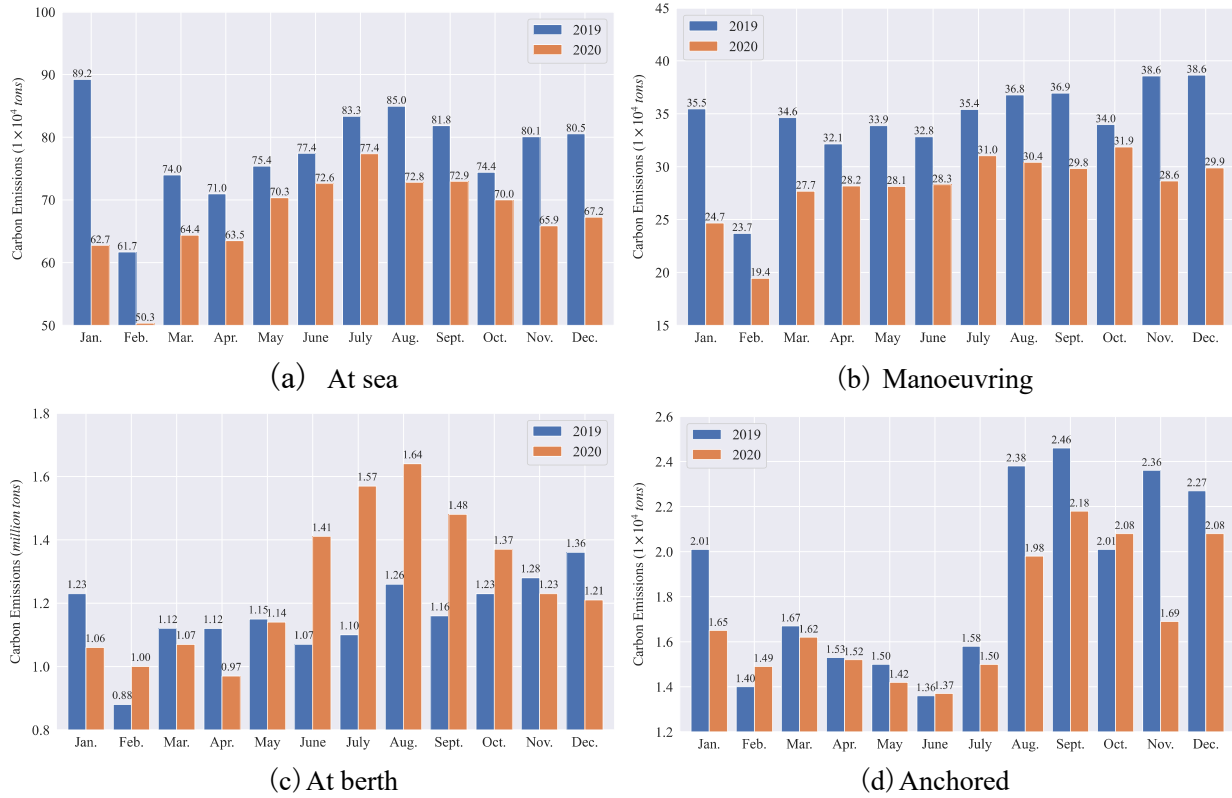 2019
2020
Carbon Emissions (1×10⁴ tons)
90
80
70
60
50
89.2 62.7 61.7 50.3 74.0 64.4 71.0 63.5 75.4 70.3 77.4 72.6 83.3 77.4 85.0 72.8 81.8 72.9 74.4 70.0 80.1 65.9 80.5 67.2
Jan. Feb. Mar. Apr. May June July Aug. Sept. Oct. Nov. Dec.
(a) At sea
2019
2020
Carbon Emissions (1×10⁴ tons)
45
40
35
30
25
20
15
35.5 24.7 23.7 19.4 34.6 27.7 32.1 28.2 33.9 28.1 32.8 28.3 35.4 31.0 36.8 30.4 36.9 29.8 34.0 31.9 38.6 28.6 38.6 29.9
Jan. Feb. Mar. Apr. May June July Aug. Sept. Oct. Nov. Dec.
(b) Manoeuvring
2019
2020
Carbon Emissions (million tons)
1.8
1.6
1.4
1.2
1.0
0.8
1.23 1.06 0.88 1.00 1.12 1.07 1.12 0.97 1.15 1.14 1.07 1.41 1.10 1.57 1.26 1.64 1.16 1.48 1.23 1.37 1.28 1.23 1.36 1.21
Jan. Feb. Mar. Apr. May June July Aug. Sept. Oct. Nov. Dec.
(c) At berth
2019
2020
Carbon Emissions (1×10⁴ tons)
2.6
2.4
2.2
2.0
1.8
1.6
1.4
1.2
2.01 1.65 1.40 1.49 1.67 1.62 1.53 1.52 1.50 1.42 1.36 1.37 1.58 1.50 2.38 1.98 2.46 2.18 2.01 2.08 2.36 1.69 2.27 2.08
Jan. Feb. Mar. Apr. May June July Aug. Sept. Oct. Nov. Dec.
(d) Anchored